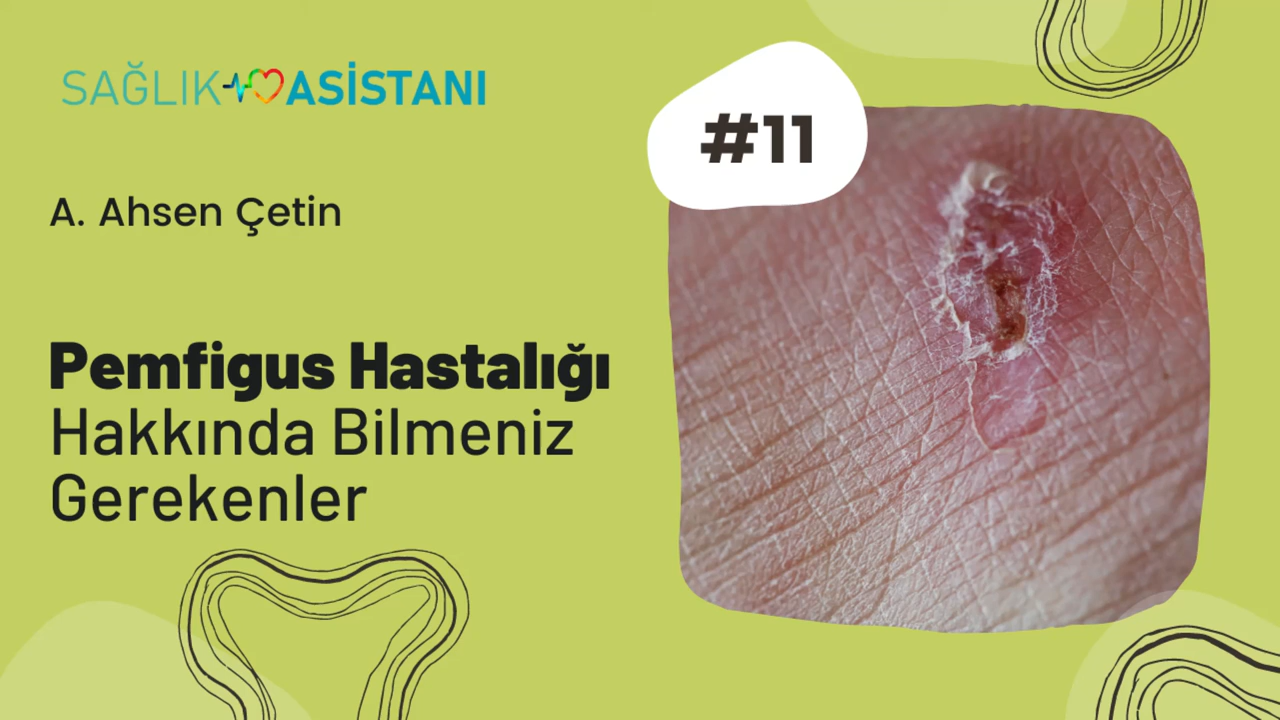 SAĞLIK ASİSTANI
#11
A. Ahsen Çetin
Pemfigus Hastalığı
Hakkında Bilmeniz
Gerekenler